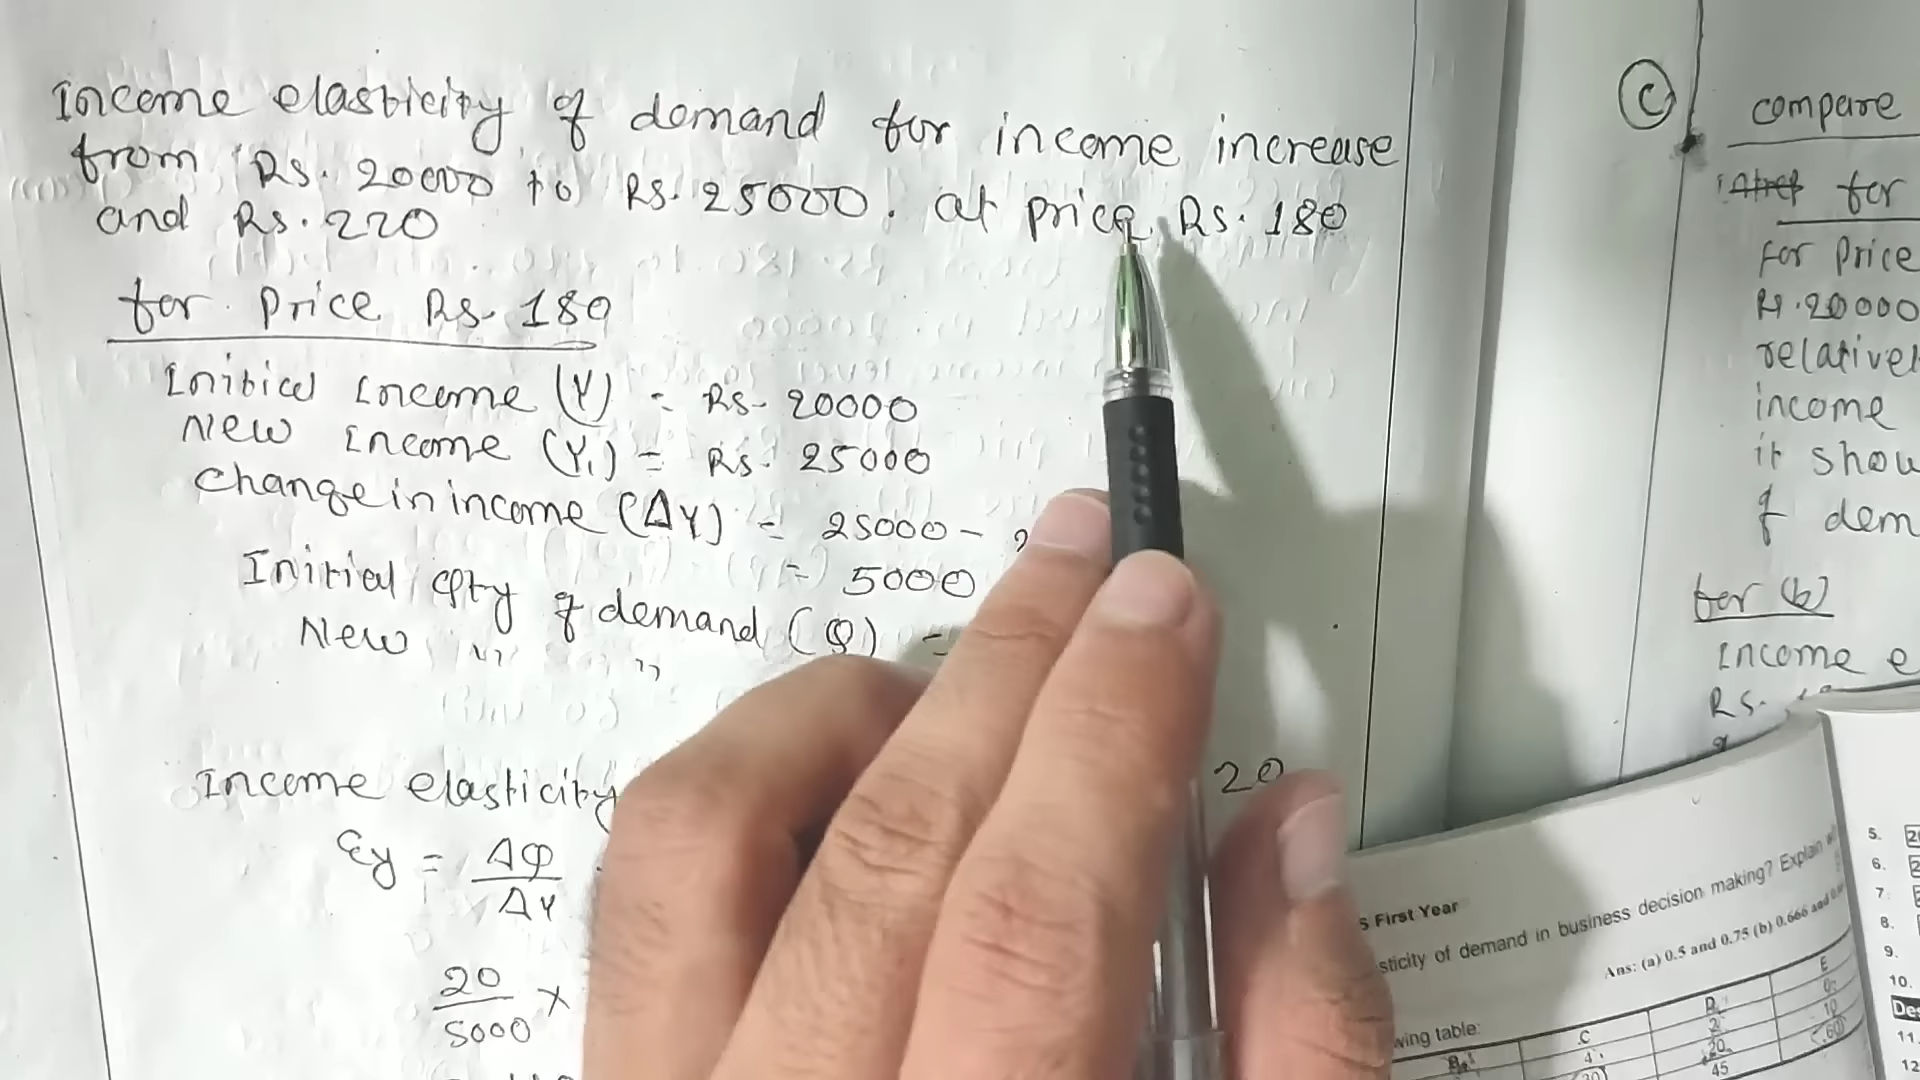 Income elasticity of demand for income increase
from Rs. 20000 to Rs. 25000. at price Rs. 180
and Rs. 220
for price Rs. 180
Initial Income (Y) = Rs. 20000
New Income (Y1) = Rs. 25000
Change in income (ΔY) = 25000 -
= 5000
Initial qty of demand (Q) =
New " "
20
Income elasticity
Ey = ΔQ
ΔY
20
5000 ×
C
compare
for
For Price
Rs. 20000
relativel
income
it show
of dem
for (b)
Income e
Rs.
S First Year
sticity of demand in business decision making? Explain
Ans: (a) 0.5 and 0.75 (b) 0.666 and
wing table:
C
D
E
4
2
20
45
10
60
5.
6.
7.
8.
9.
10.
11.
12